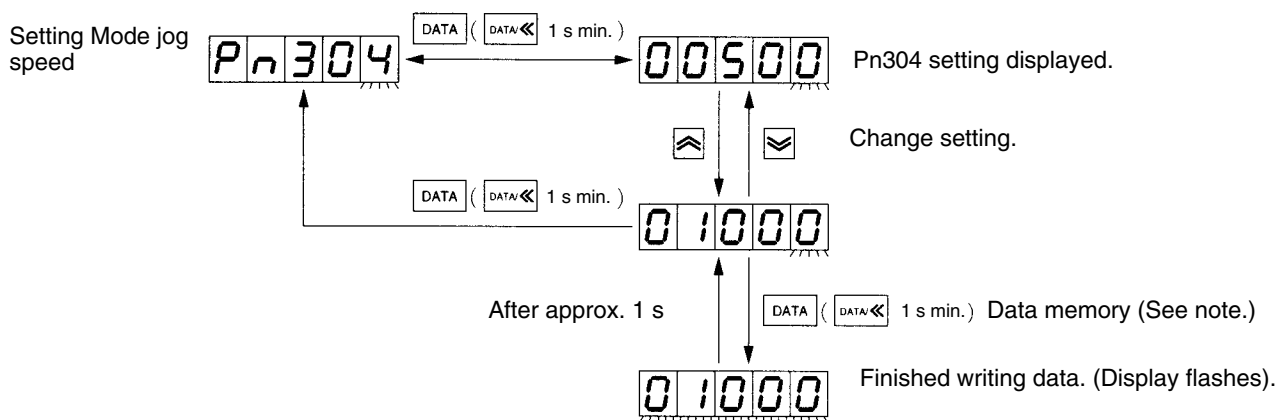 Setting Mode jog
speed
Pn304
DATA ( DATA/≪ 1 s min. )
00500
Pn304 setting displayed.
Change setting.
DATA ( DATA/≪ 1 s min. )
01000
After approx. 1 s
DATA ( DATA/≪ 1 s min. ) Data memory (See note.)
01000
Finished writing data. (Display flashes).